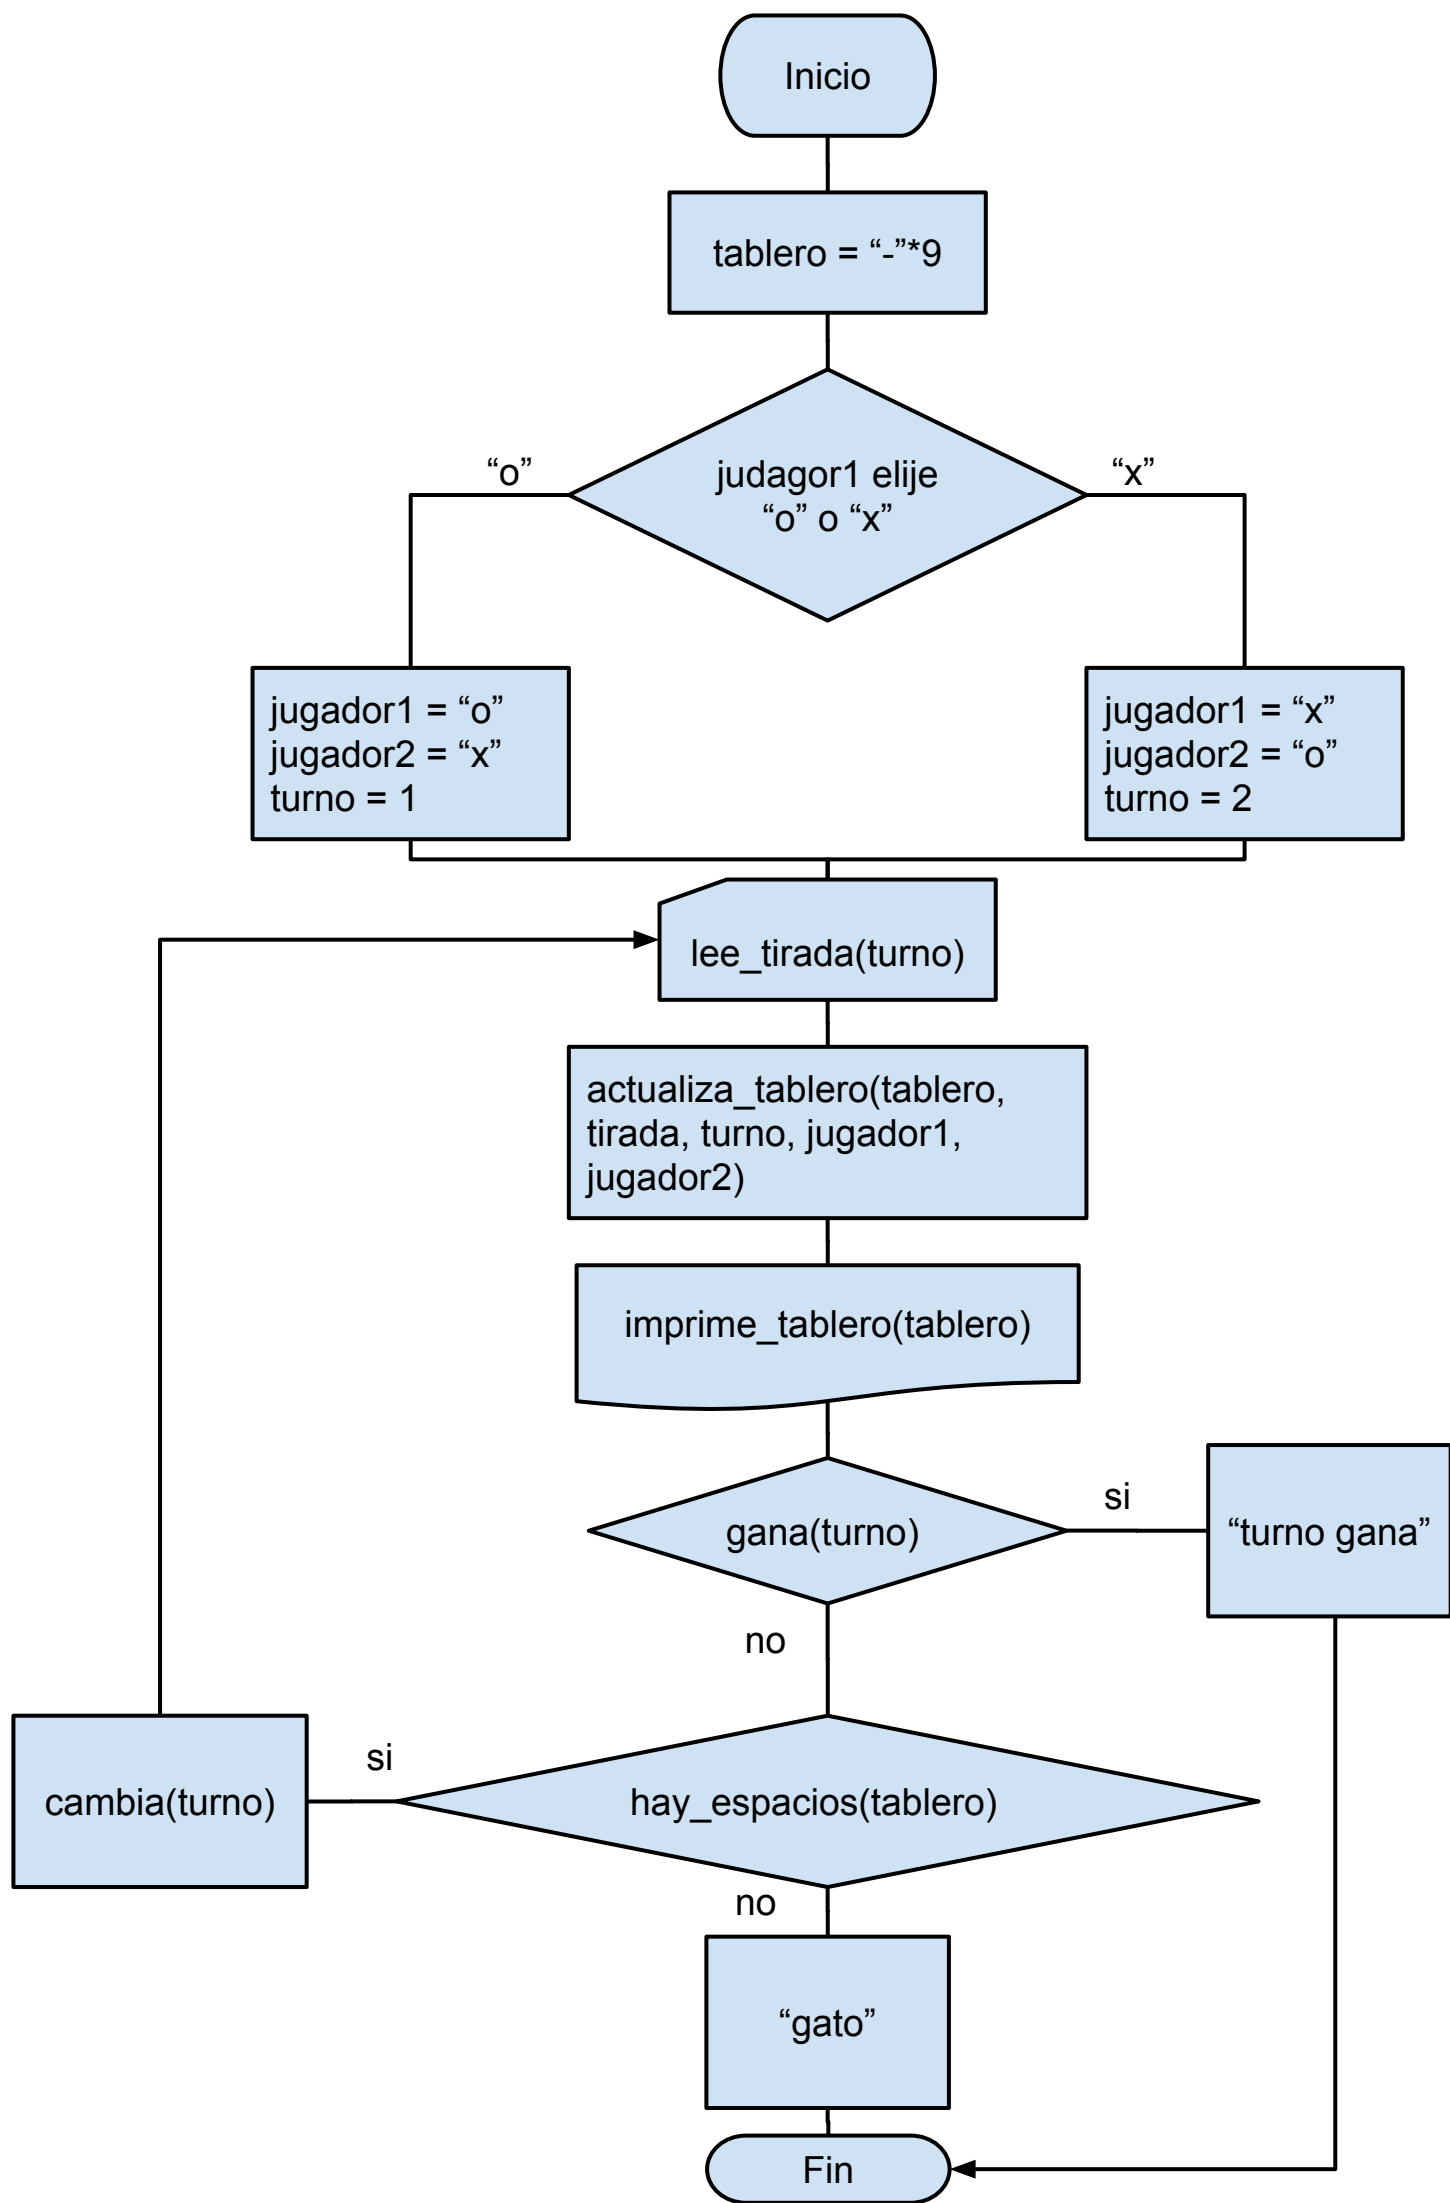 Inicio
tablero = “-”*9
judagor1 elije
“o” o “x”
“o”
“x”
jugador1 = “o”
jugador2 = “x”
turno = 1
jugador1 = “x”
jugador2 = “o”
turno = 2
lee_tirada(turno)
actualiza_tablero(tablero,
tirada, turno, jugador1,
jugador2)
imprime_tablero(tablero)
gana(turno)
si
“turno gana”
no
hay_espacios(tablero)
si
cambia(turno)
no
“gato”
Fin